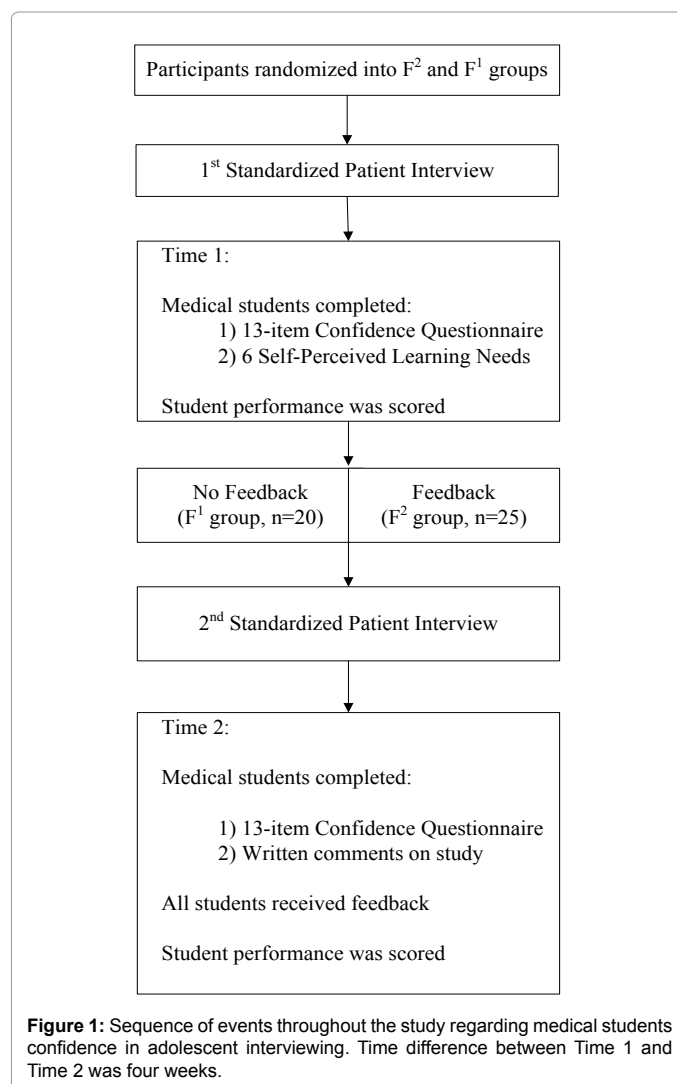 Participants randomized into F² and F¹ groups
1ˢᵗ Standardized Patient Interview
Time 1:
Medical students completed:
1) 13-item Confidence Questionnaire
2) 6 Self-Perceived Learning Needs
Student performance was scored
No Feedback
(F¹ group, n=20)
Feedback
(F² group, n=25)
2ⁿᵈ Standardized Patient Interview
Time 2:
Medical students completed:
1) 13-item Confidence Questionnaire
2) Written comments on study
All students received feedback
Student performance was scored
Figure 1: Sequence of events throughout the study regarding medical students
confidence in adolescent interviewing. Time difference between Time 1 and
Time 2 was four weeks.